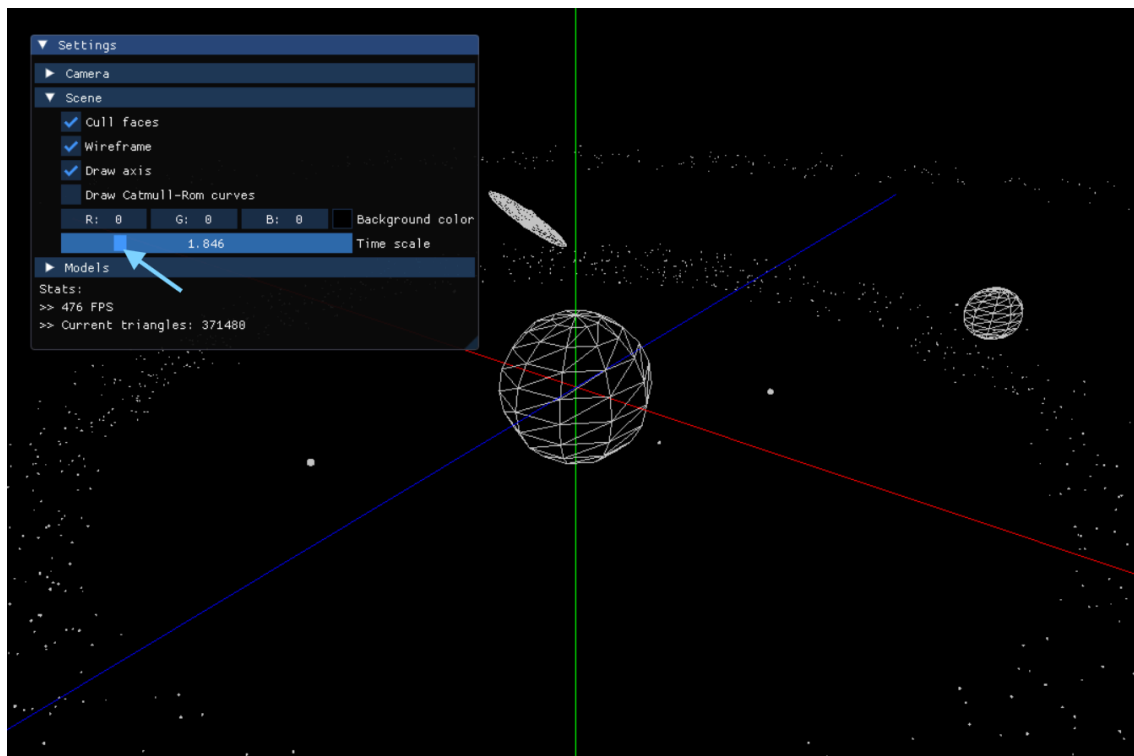 Settings
Camera
Scene
Cull faces
Wireframe
Draw axis
Draw Catmull-Rom curves
R: 0 G: 0 B: 0 Background color
1.846 Time scale
Models
Stats:
>> 476 FPS
>> Current triangles: 371480